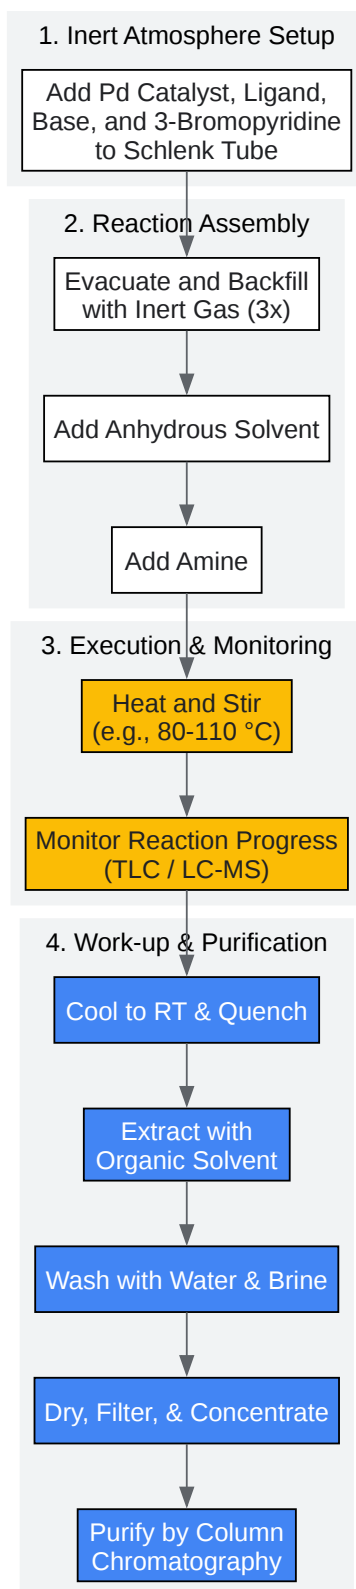 1. Inert Atmosphere Setup
Add Pd Catalyst, Ligand,
Base, and 3-Bromopyridine
to Schlenk Tube
2. Reaction Assembly
Evacuate and Backfill
with Inert Gas (3x)
Add Anhydrous Solvent
Add Amine
3. Execution & Monitoring
Heat and Stir
(e.g., 80-110 °C)
Monitor Reaction Progress
(TLC / LC-MS)
4. Work-up & Purification
Cool to RT & Quench
Extract with
Organic Solvent
Wash with Water & Brine
Dry, Filter, & Concentrate
Purify by Column
Chromatography